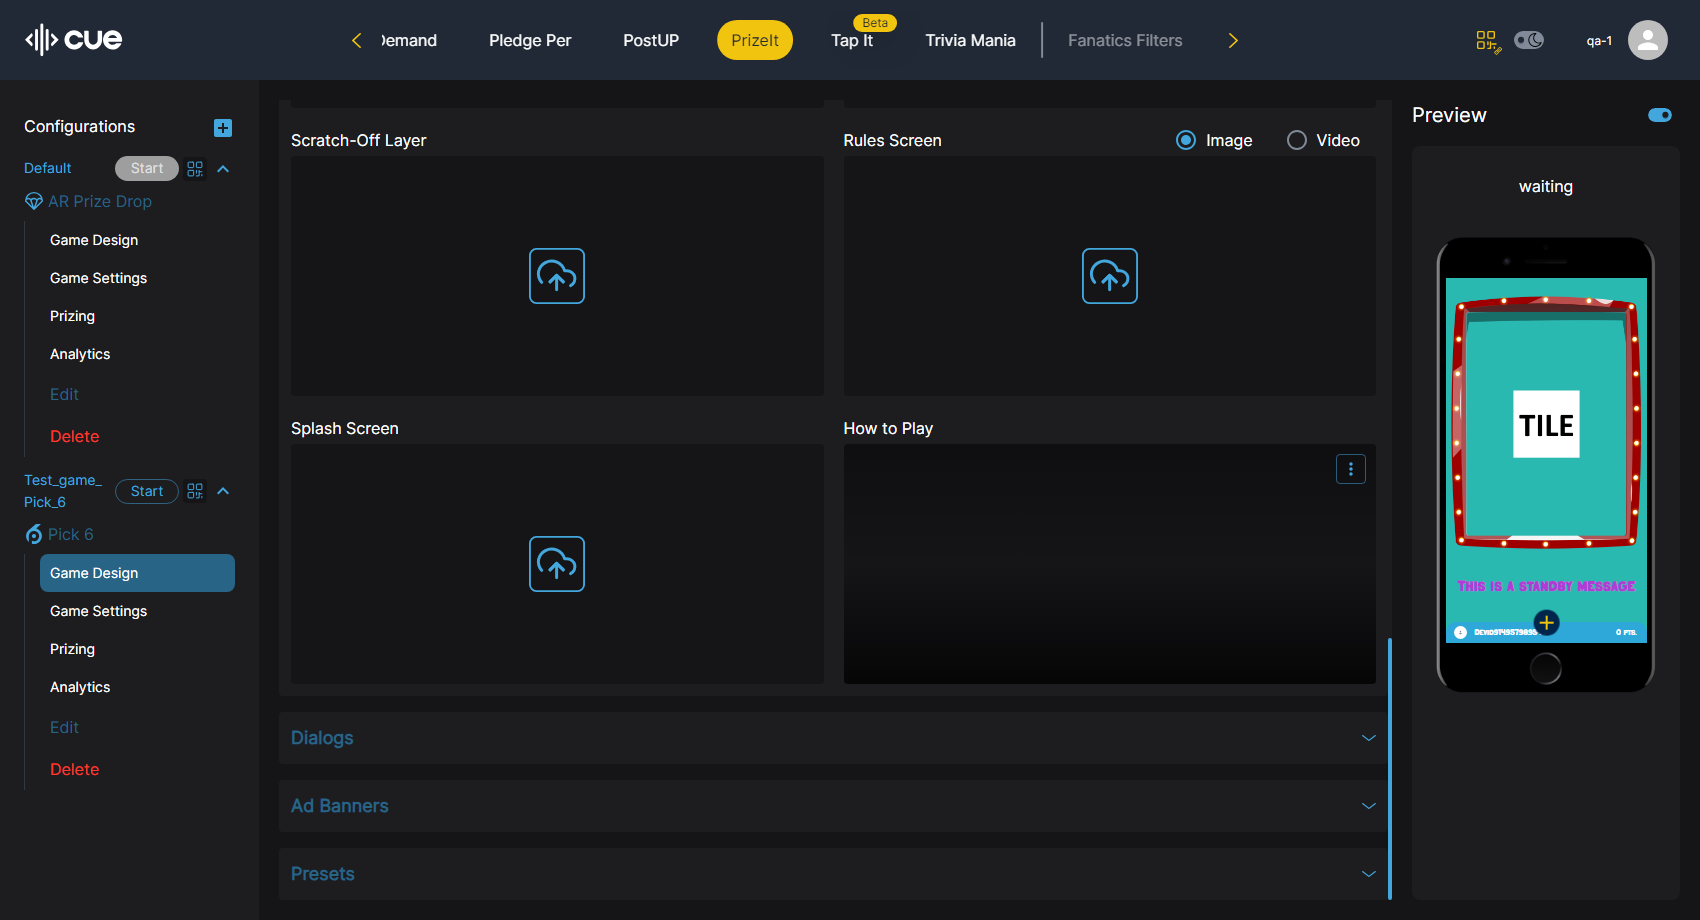 cue
Demand
Pledge Per
PostUP
PrizeIt
Beta
Tap It
Trivia Mania
Fanatics Filters
qa-1
Configurations
Default
Start
AR Prize Drop
Game Design
Game Settings
Prizing
Analytics
Edit
Delete
Test_game_
Pick_6
Start
Pick 6
Game Design
Game Settings
Prizing
Analytics
Edit
Delete
Scratch-Off Layer
Rules Screen
Image
Video
Splash Screen
How to Play
Dialogs
Ad Banners
Presets
Preview
waiting
TILE
This is a standby message
0 pts.